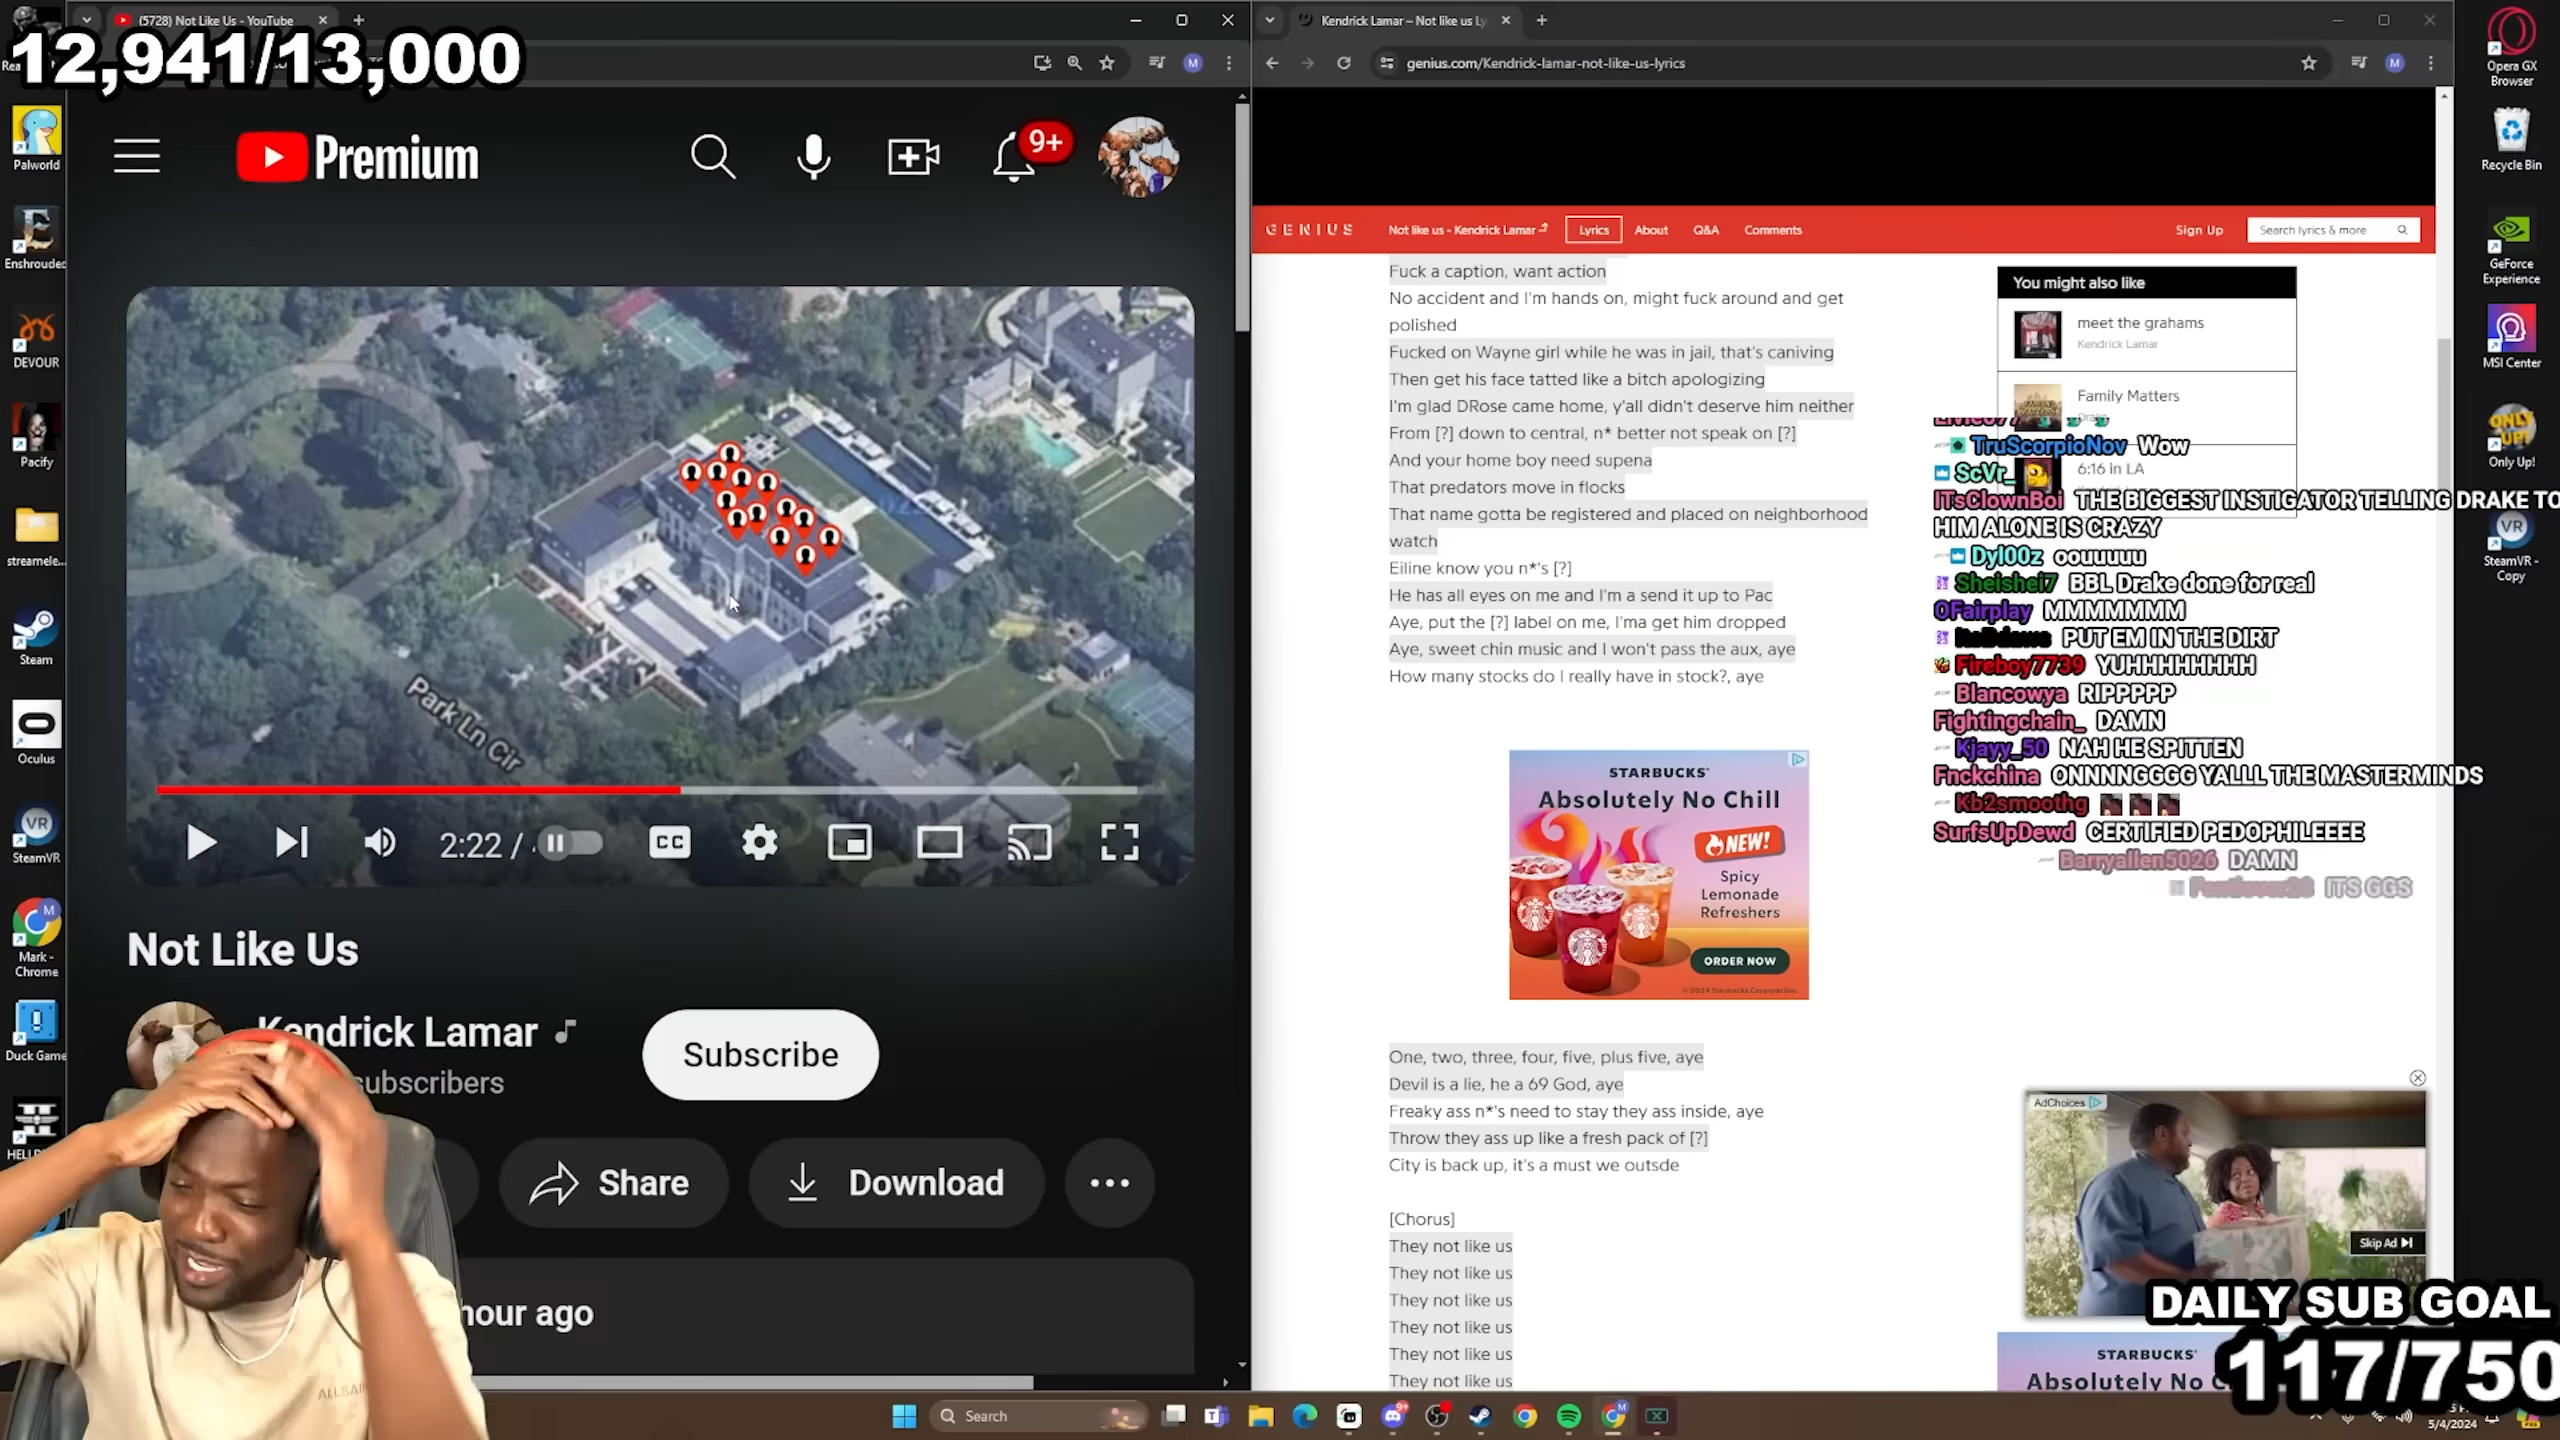 (5728) Not Like Us - YouTube
12,941/13,000
Palworld
Enshrouded
DEVOUR
Pacify
streamele...
Steam
Oculus
SteamVR
Mark - Chrome
Duck Game
Premium
9+
Park Ln Cir
2:22 /
CC
Not Like Us
Kendrick Lamar
subscribers
Subscribe
Share
Download
hour ago
Kendrick Lamar – Not like us Ly
genius.com/Kendrick-lamar-not-like-us-lyrics
GENIUS
Not like us - Kendrick Lamar
Lyrics
About
Q&A
Comments
Sign Up
Search lyrics & more
Fuck a caption, want action
No accident and I'm hands on, might fuck around and get
polished
Fucked on Wayne girl while he was in jail, that's caniving
Then get his face tatted like a bitch apologizing
I'm glad DRose came home, y'all didn't deserve him neither
From [?] down to central, n* better not speak on [?]
And your home boy need supena
That predators move in flocks
That name gotta be registered and placed on neighborhood
watch
Eiline know you n*'s [?]
He has all eyes on me and I'm a send it up to Pac
Aye, put the [?] label on me, I'ma get him dropped
Aye, sweet chin music and I won't pass the aux, aye
How many stocks do I really have in stock?, aye
STARBUCKS
Absolutely No Chill
NEW!
Spicy
Lemonade
Refreshers
ORDER NOW
© 2024 Starbucks Corporation.
One, two, three, four, five, plus five, aye
Devil is a lie, he a 69 God, aye
Freaky ass n*'s need to stay they ass inside, aye
Throw they ass up like a fresh pack of [?]
City is back up, it's a must we outsde
[Chorus]
They not like us
They not like us
They not like us
They not like us
They not like us
They not like us
You might also like
meet the grahams
Kendrick Lamar
Family Matters
Drake
6:16 in LA
TruScorpioNov Wow
ScVr_
ITsClownBoi THE BIGGEST INSTIGATOR TELLING DRAKE TO
HIM ALONE IS CRAZY
Dyl00z oouuuuu
Sheishei7 BBL Drake done for real
OFairplay MMMMMMM
PUT EM IN THE DIRT
Fireboy7739 YUHHHHHHHH
Blancowya RIPPPPP
Fightingchain_ DAMN
Kjayy_50 NAH HE SPITTEN
Fnckchina ONNNNGGGG YALLL THE MASTERMINDS
Kb2smoothg
SurfsUpDewd CERTIFIED PEDOPHILEEEE
Barryallen5026 DAMN
ITS GGS
AdChoices
Skip Ad
STARBUCKS
Absolutely No
DAILY SUB GOAL
117/750
Opera GX
Browser
Recycle Bin
GeForce
Experience
MSI Center
ONLY UP!
Only Up!
SteamVR -
Copy
Search
5/4/2024